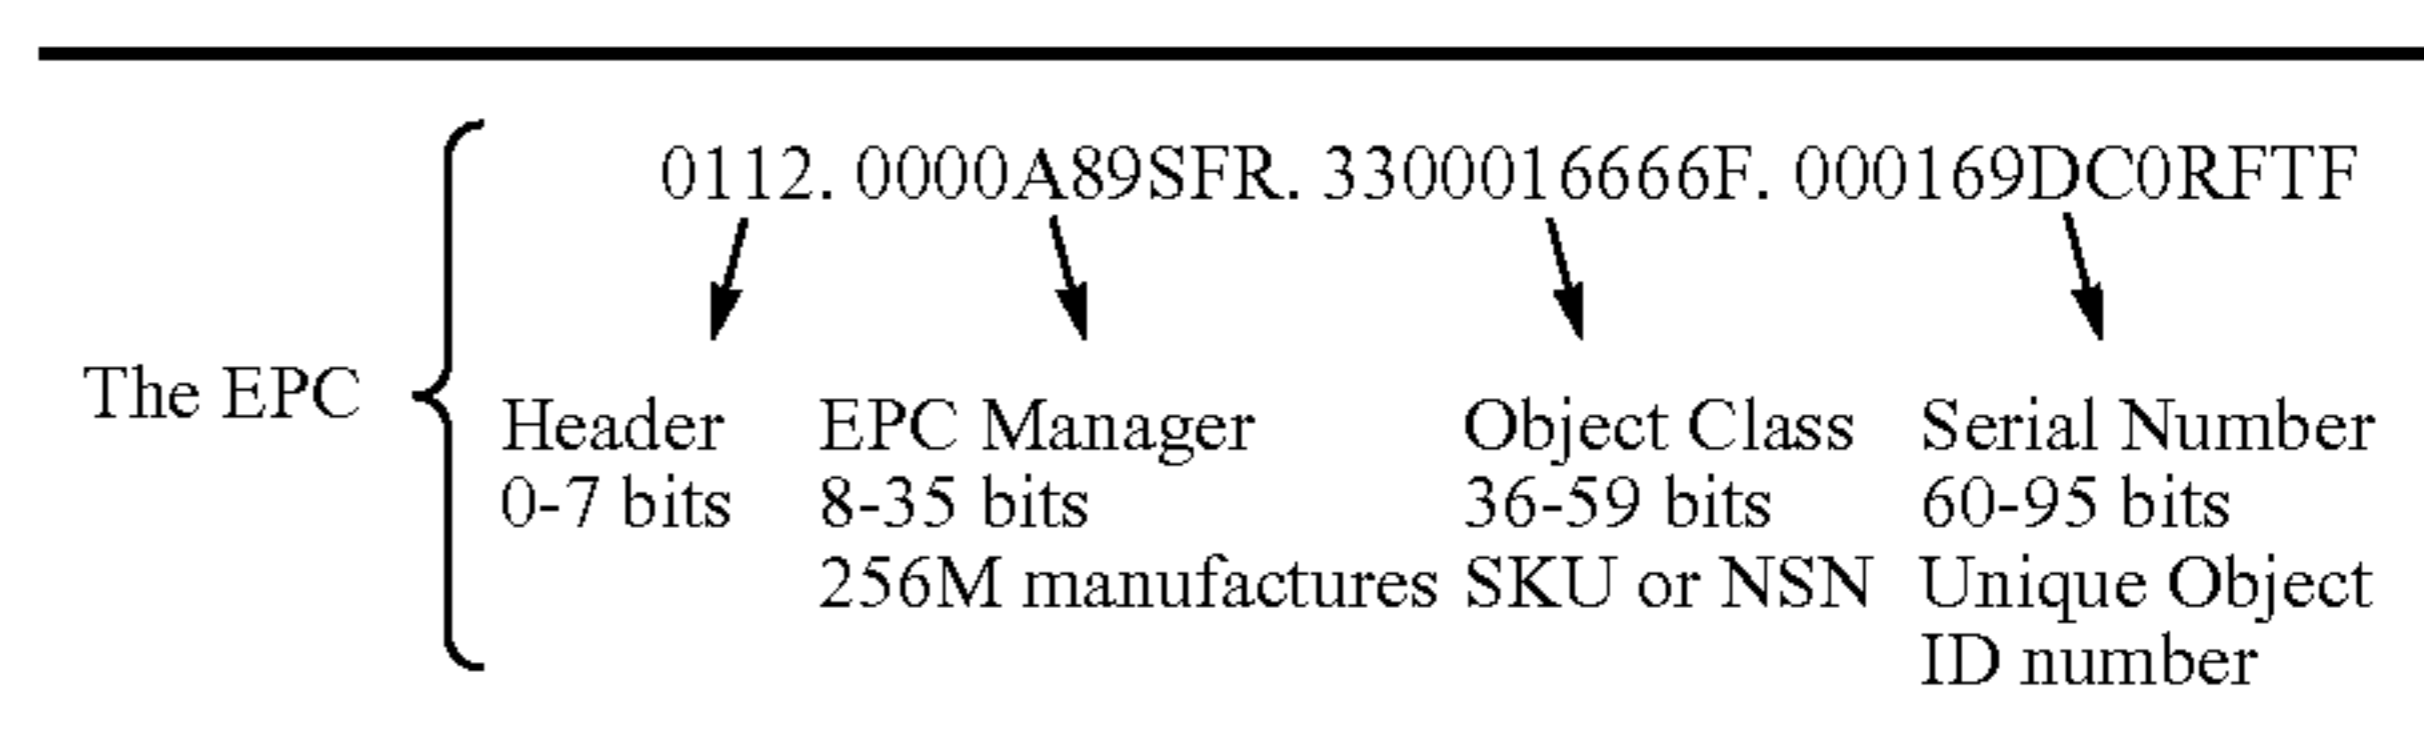 0112. 0000A89SFR. 3300016666F. 000169DC0RFTF
The EPC
Header
0-7 bits
EPC Manager
8-35 bits
256M manufactures
Object Class
36-59 bits
SKU or NSN
Serial Number
60-95 bits
Unique Object
ID number